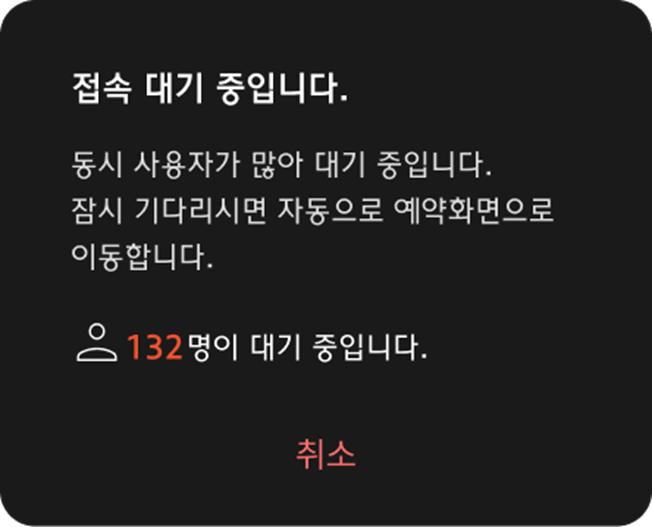 접속 대기 중입니다.
동시 사용자가 많아 대기 중입니다.
잠시 기다리시면 자동으로 예약화면으로
이동합니다.
132명이 대기 중입니다.
취소